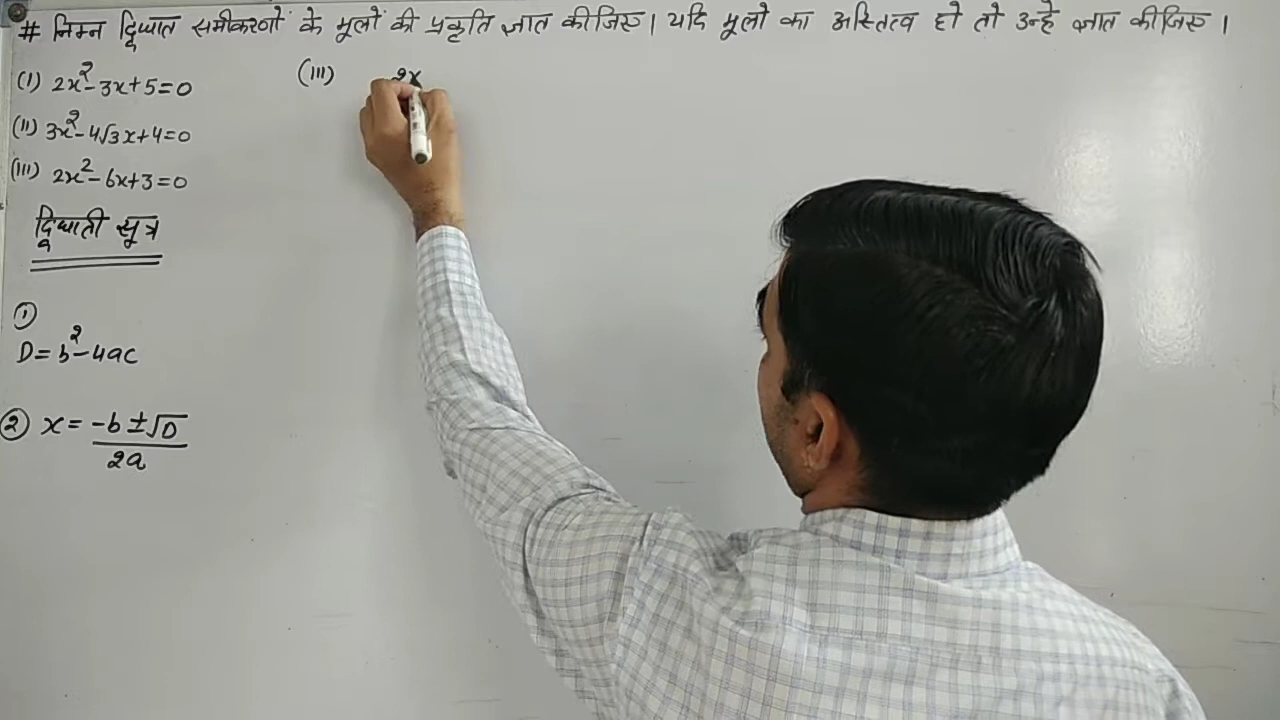 # निम्न द्विघात समीकरणों के मूलों की प्रकृति ज्ञात कीजिए। यदि मूलो का अस्तित्व हो तो उन्हे ज्ञात कीजिए।
(I) 2x²-3x+5=0
(II) 3x²-4√3x+4=0
(III) 2x²-6x+3=0
द्विघाती सूत्र
①
D=b²-4ac
② x = (-b±√D)/2a
(III) 2x